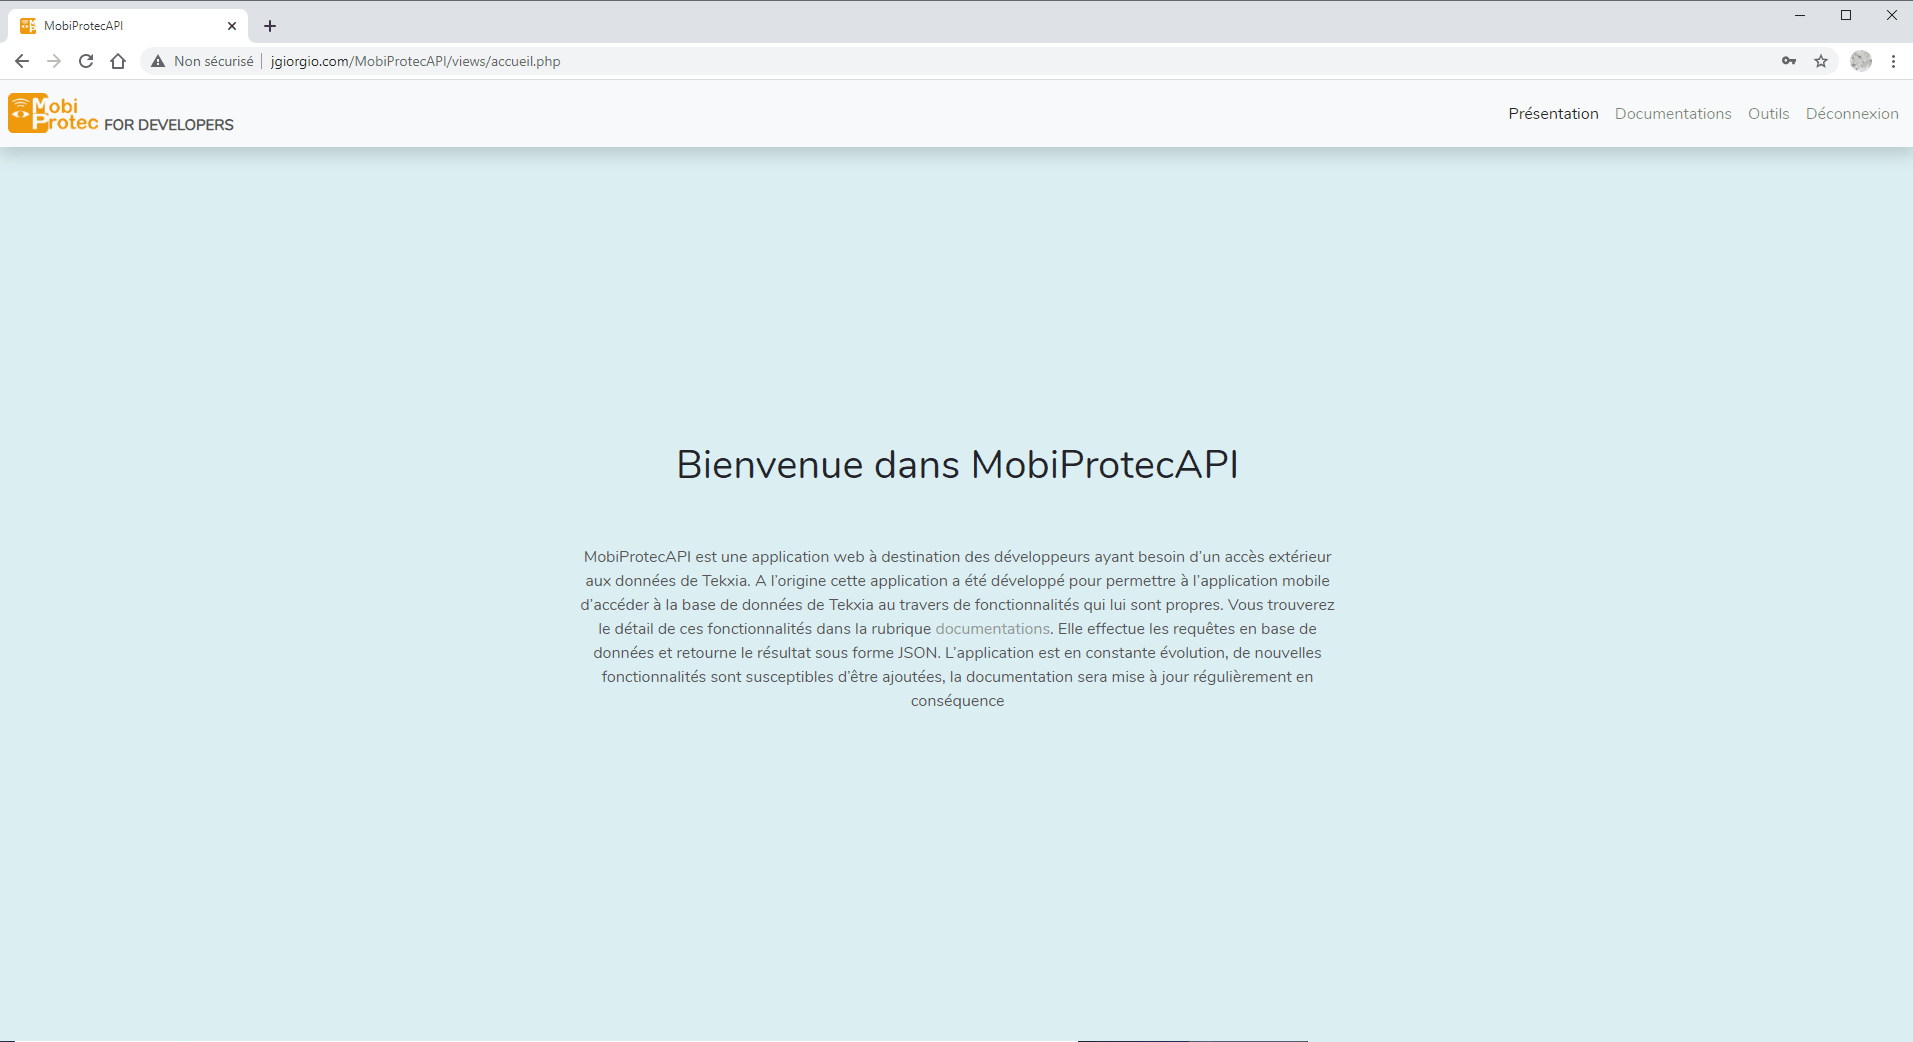 MobiProtecAPI
Non sécurisé
jgiorgio.com/MobiProtecAPI/views/accueil.php
Mobi
Protec FOR DEVELOPERS
Présentation
Documentations
Outils
Déconnexion
Bienvenue dans MobiProtecAPI
MobiProtecAPI est une application web à destination des développeurs ayant besoin d'un accès extérieur
aux données de Tekxia. A l'origine cette application a été développé pour permettre à l'application mobile
d'accéder à la base de données de Tekxia au travers de fonctionnalités qui lui sont propres. Vous trouverez
le détail de ces fonctionnalités dans la rubrique documentations. Elle effectue les requêtes en base de
données et retourne le résultat sous forme JSON. L'application est en constante évolution, de nouvelles
fonctionnalités sont susceptibles d'être ajoutées, la documentation sera mise à jour régulièrement en
conséquence